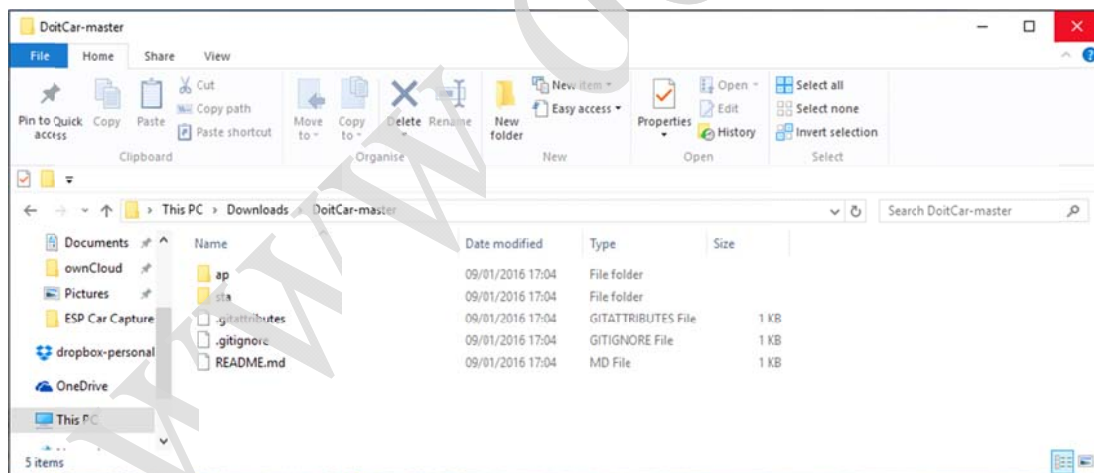 DoitCar-master
File Home Share View
Pin to Quick access
Copy
Paste
Cut
Copy path
Paste shortcut
Move to
Copy to
Delete
Rename
New folder
New item
Easy access
Properties
Open
Edit
History
Select all
Select none
Invert selection
Clipboard Organise New Open Select
This PC > Downloads > DoitCar-master
Search DoitCar-master
Documents
ownCloud
Pictures
ESP Car Capture
dropbox-personal
OneDrive
This PC
Name Date modified Type Size
ap 09/01/2016 17:04 File folder
sta 09/01/2016 17:04 File folder
.gitattributes 09/01/2016 17:04 GITATTRIBUTES File 1 KB
.gitignore 09/01/2016 17:04 GITIGNORE File 1 KB
README.md 09/01/2016 17:04 MD File 1 KB
5 items